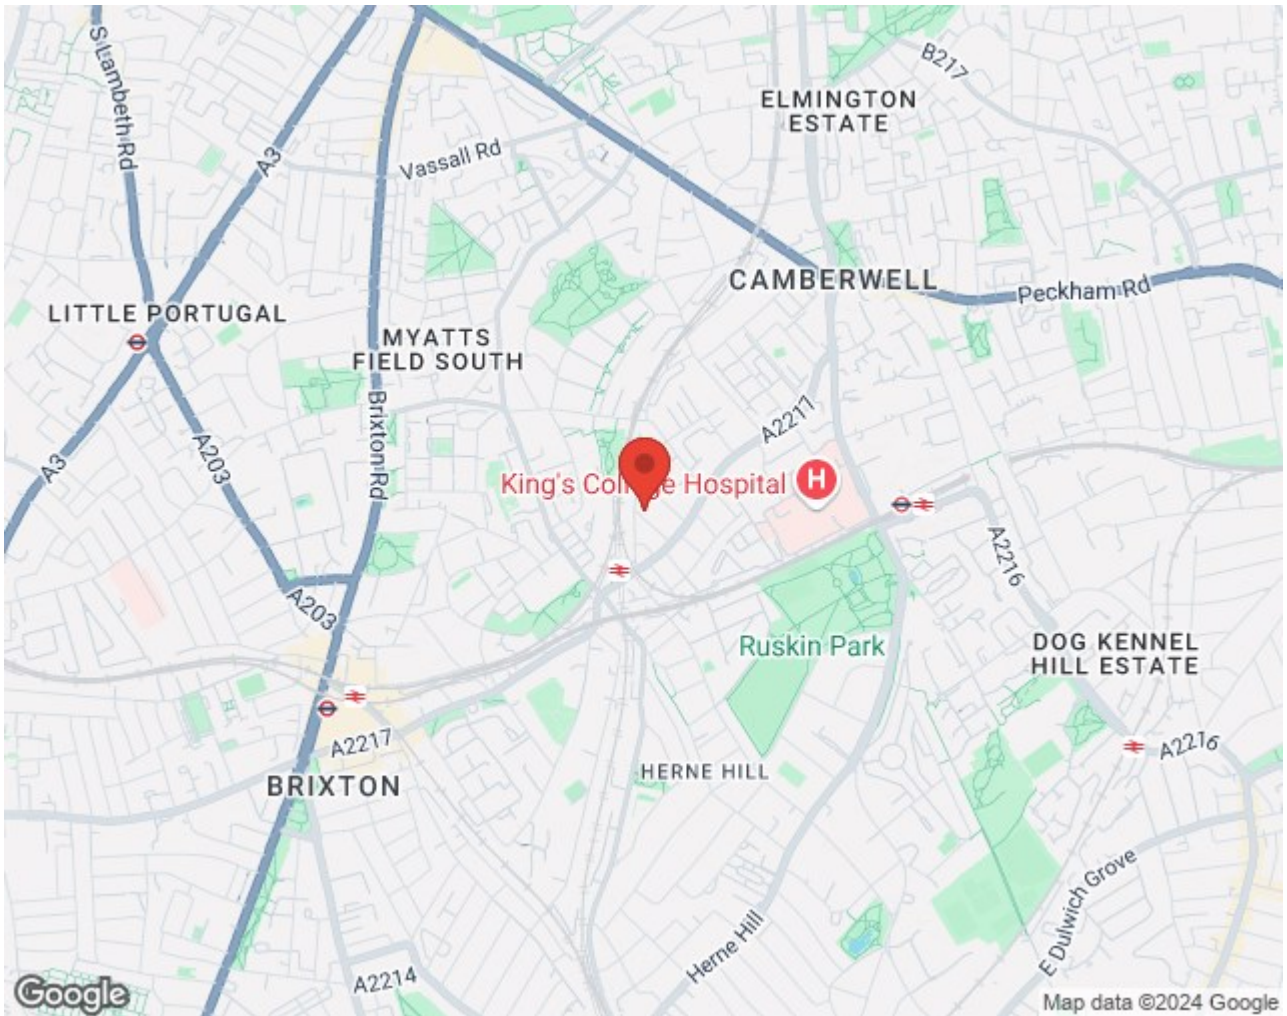 S Lambeth Rd
A3
B217
ELMINGTON
ESTATE
Vassall Rd
CAMBERWELL
Peckham Rd
LITTLE PORTUGAL
MYATTS
FIELD SOUTH
Brixton Rd
A2217
A3
A203
King's College Hospital
H
A2216
A203
Ruskin Park
DOG KENNEL
HILL ESTATE
A2217
A2216
BRIXTON
HERNE HILL
E Dulwich Grove
Herne Hill
A2214
Google
Map data ©2024 Google